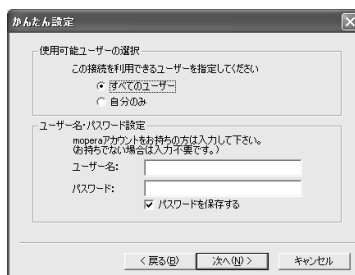 かんたん設定
使用可能ユーザーの選択
この接続を利用できるユーザーを指定してください
すべてのユーザー
自分のみ
ユーザー名・パスワード設定
moperaアカウントをお持ちの方は入力して下さい。
（お持ちでない場合は入力不要です。）
ユーザー名:
パスワード:
パスワードを保存する
< 戻る(B)
次へ(N) >
キャンセル